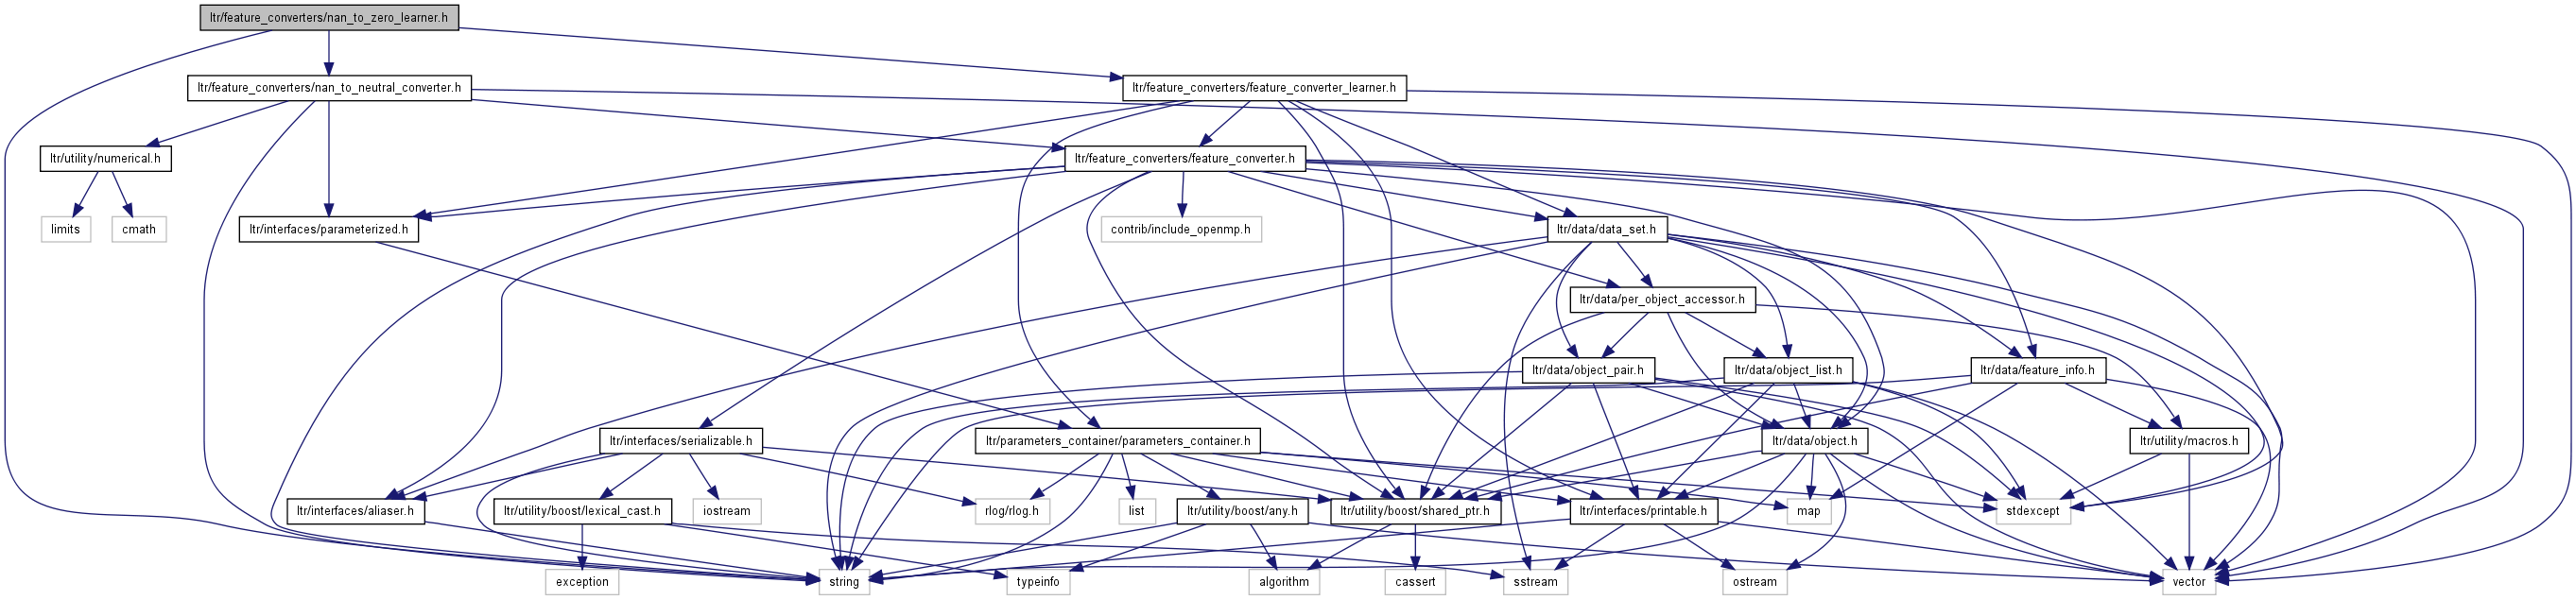 ltr/feature_converters/nan_to_zero_learner.h
ltr/feature_converters/nan_to_neutral_converter.h
ltr/feature_converters/feature_converter_learner.h
ltr/utility/numerical.h
ltr/feature_converters/feature_converter.h
limits
cmath
ltr/interfaces/parameterized.h
contrib/include_openmp.h
ltr/data/data_set.h
ltr/data/per_object_accessor.h
ltr/data/object_pair.h
ltr/data/object_list.h
ltr/data/feature_info.h
ltr/interfaces/serializable.h
ltr/parameters_container/parameters_container.h
ltr/data/object.h
ltr/utility/macros.h
ltr/interfaces/aliaser.h
ltr/utility/boost/lexical_cast.h
iostream
rlog/rlog.h
list
ltr/utility/boost/any.h
ltr/utility/boost/shared_ptr.h
ltr/interfaces/printable.h
map
stdexcept
exception
string
typeinfo
algorithm
cassert
sstream
ostream
vector